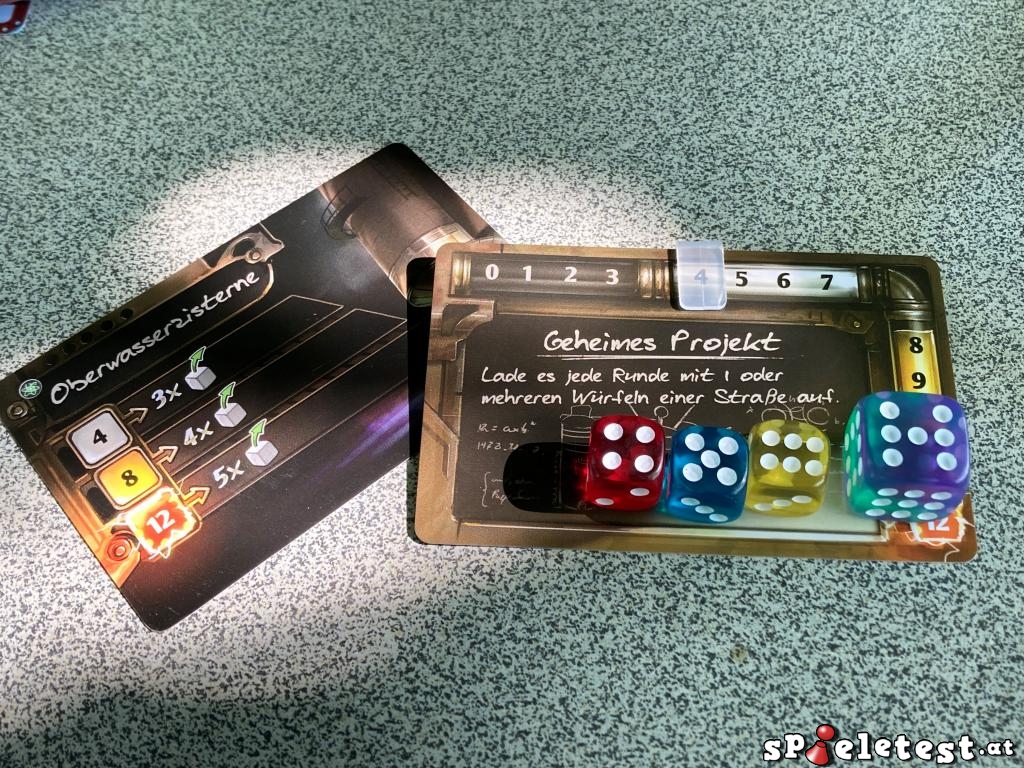 Oberwasserzisterne
3x
4
4x
8
5x
12
0 1 2 3 4 5 6 7
8
9
12
Geheimes Projekt
Lade es jede Runde mit 1 oder
mehreren Würfeln einer Straße auf.
spieletest.at